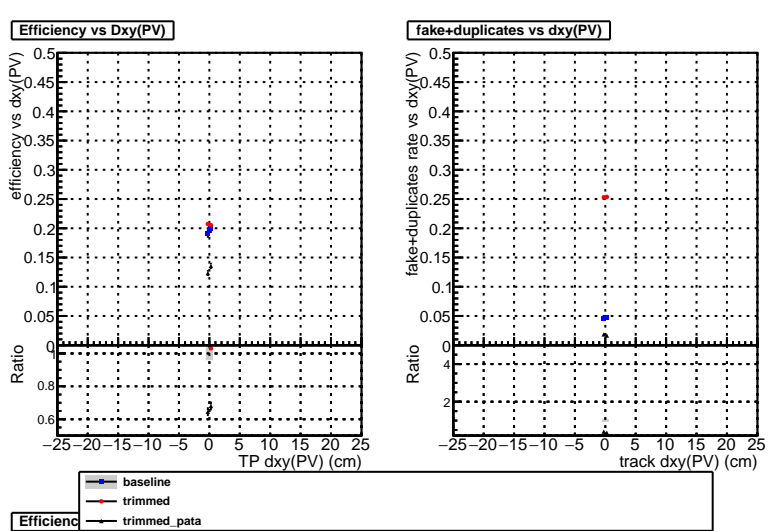 Efficiency vs Dxy(PV)
efficiency vs dxy(PV)
0.5
0.45
0.4
0.35
0.3
0.25
0.2
0.15
0.1
0.05
0
Ratio
1
0.8
0.6
−25 −20 −15 −10 −5 0 5 10 15 20 25
TP dxy(PV) (cm)
fake+duplicates vs dxy(PV)
fake+duplicates rate vs dxy(PV)
0.5
0.45
0.4
0.35
0.3
0.25
0.2
0.15
0.1
0.05
0
Ratio
4
2
−25 −20 −15 −10 −5 0 5 10 15 20 25
track dxy(PV) (cm)
baseline
trimmed
trimmed_pata
Efficienc